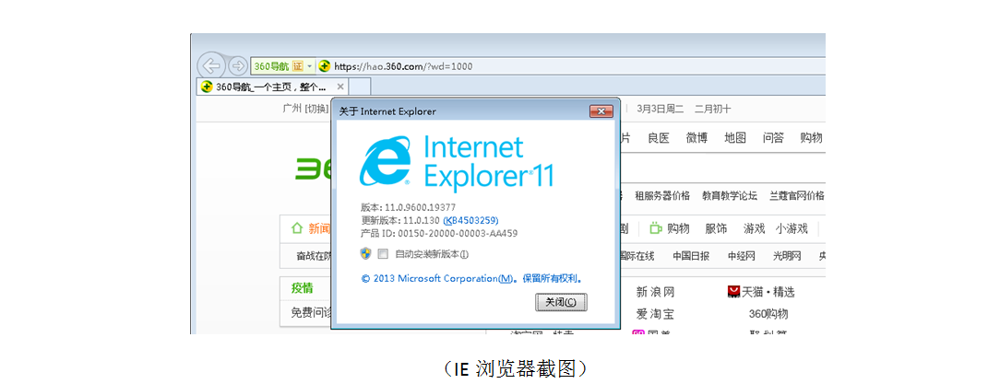 360导航 证 https://hao.360.com/?wd=1000
360导航_一个主页，整个...
广州 [切换] 3月3日周二 二月初十
关于 Internet Explorer
良医 微博 地图 问答 购物
Internet
Explorer 11
租服务器价格 教育教学论坛 兰蔻官网价格
版本: 11.0.9600.19377
更新版本: 11.0.130 (KB4503259)
产品 ID: 00150-20000-00003-AA459
新闻 购物 服饰 游戏 小游戏
自动安装新版本(I)
奋战在防 国际在线 中国日报 中经网 光明网
© 2013 Microsoft Corporation(M)。保留所有权利。
疫情 新浪网 天猫·精选
关闭(C)
免费问诊 爱淘宝 360购物
（IE 浏览器截图）